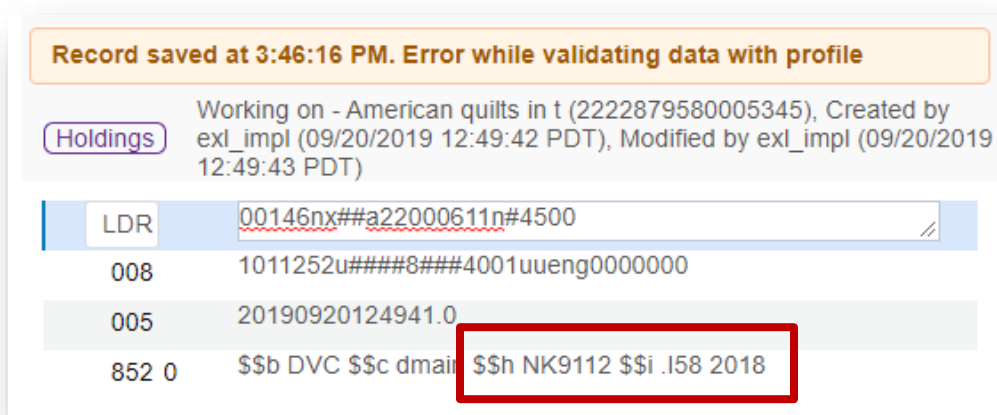 Record saved at 3:46:16 PM. Error while validating data with profile
Working on - American quilts in t (2222879580005345), Created by
Holdings exl_impl (09/20/2019 12:49:42 PDT), Modified by exl_impl (09/20/2019
12:49:43 PDT)
LDR 00146nx##a22000611n#4500
008 1011252u####8###4001uueng0000000
005 20190920124941.0
852 0 $$b DVC $$c dmain $$h NK9112 $$i .I58 2018